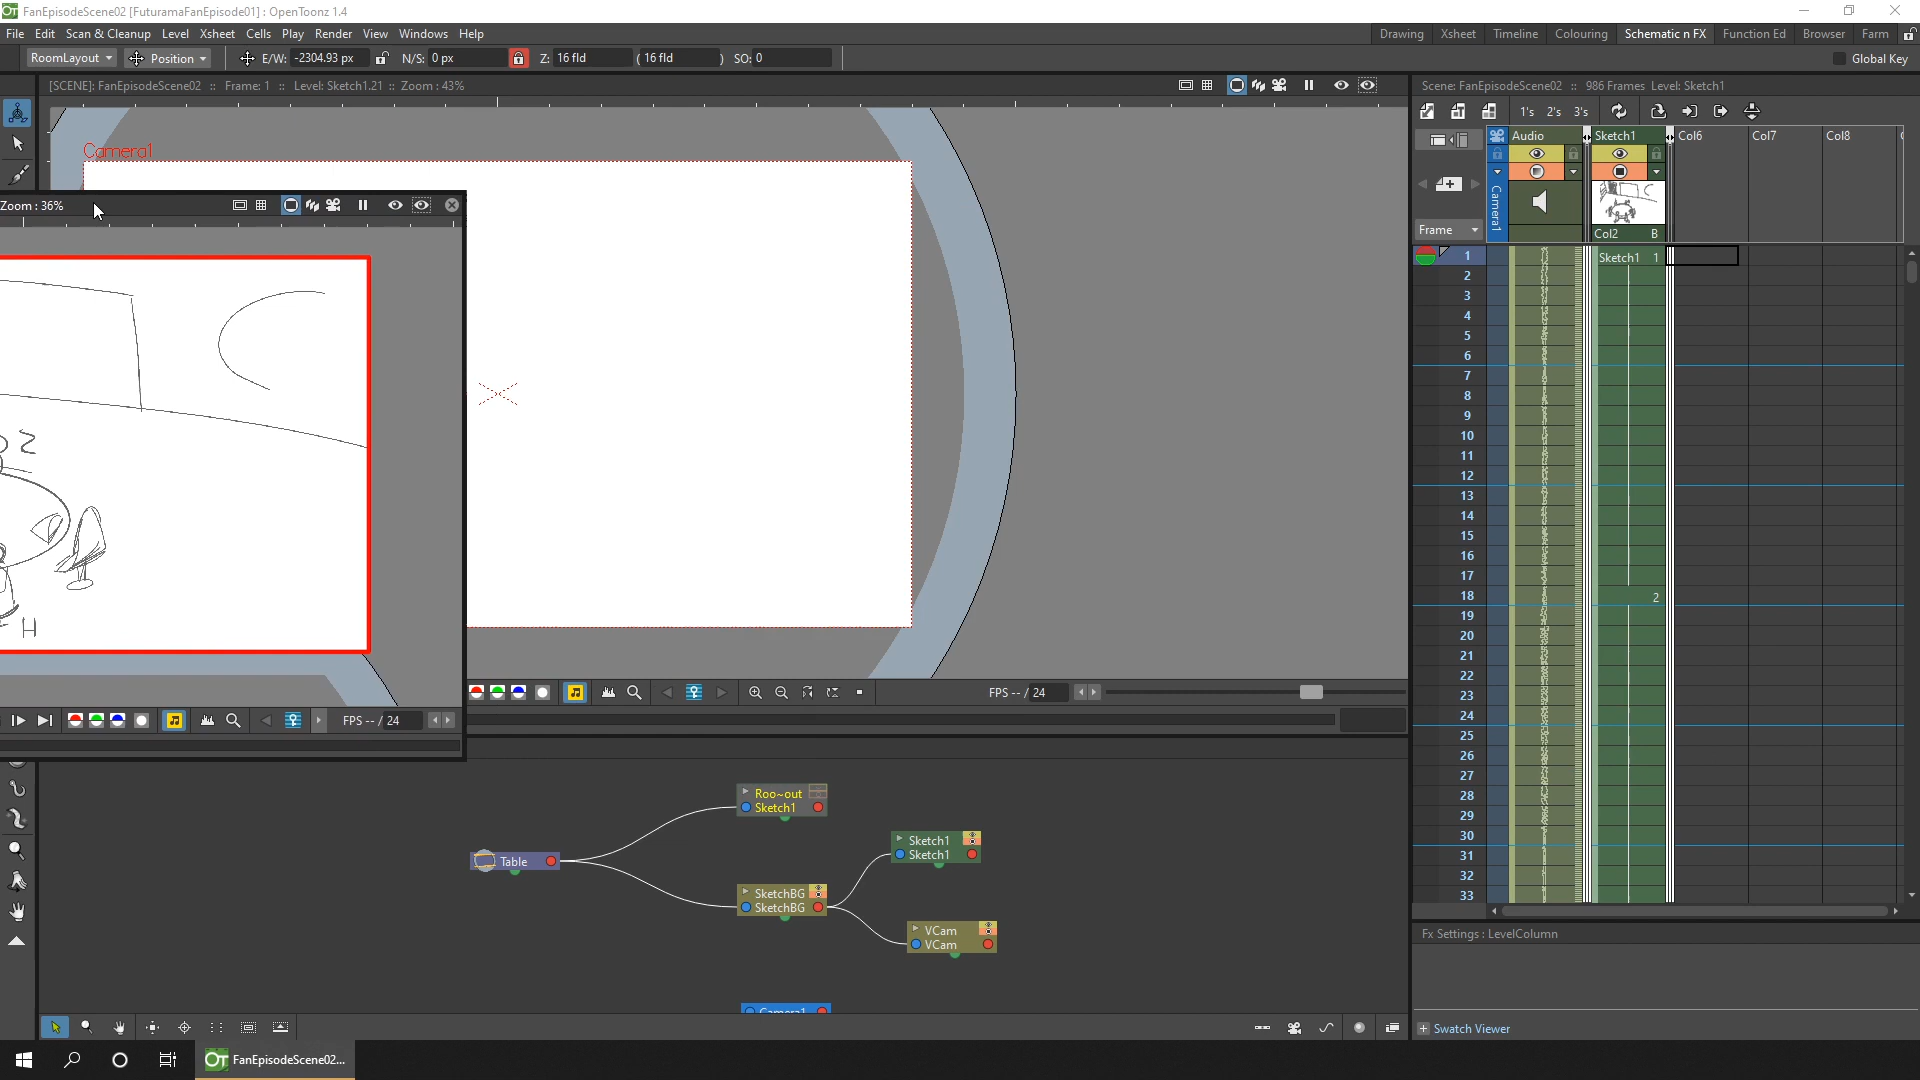 FanEpisodeScene02 [FuturamaFanEpisode01] : OpenToonz 1.4
File Edit Scan & Cleanup Level Xsheet Cells Play Render View Windows Help
Drawing Xsheet Timeline Colouring Schematic n FX Function Ed Browser Farm
RoomLayout Position E/W: -2304.93 px N/S: 0 px Z: 16 fld ( 16 fld ) SO: 0
Global Key
[SCENE]: FanEpisodeScene02 :: Frame: 1 :: Level: Sketch1.21 :: Zoom : 43%
Scene: FanEpisodeScene02 :: 986 Frames Level: Sketch1
1's 2's 3's
Audio Sketch1 Col6 Col7 Col8
Camera1
Zoom : 36%
Camera1
Frame
Col2 B
Sketch1 1
1
2
3
4
5
6
7
8
9
10
11
12
13
14
15
16
17
18
2
19
20
21
22
23
24
25
26
27
28
29
30
31
32
33
2
H
FPS -- / 24
FPS -- / 24
Roo~out
Sketch1
Table
Sketch1
Sketch1
SketchBG
SketchBG
VCam
VCam
Camera1
Fx Settings : LevelColumn
Swatch Viewer
FanEpisodeScene02...